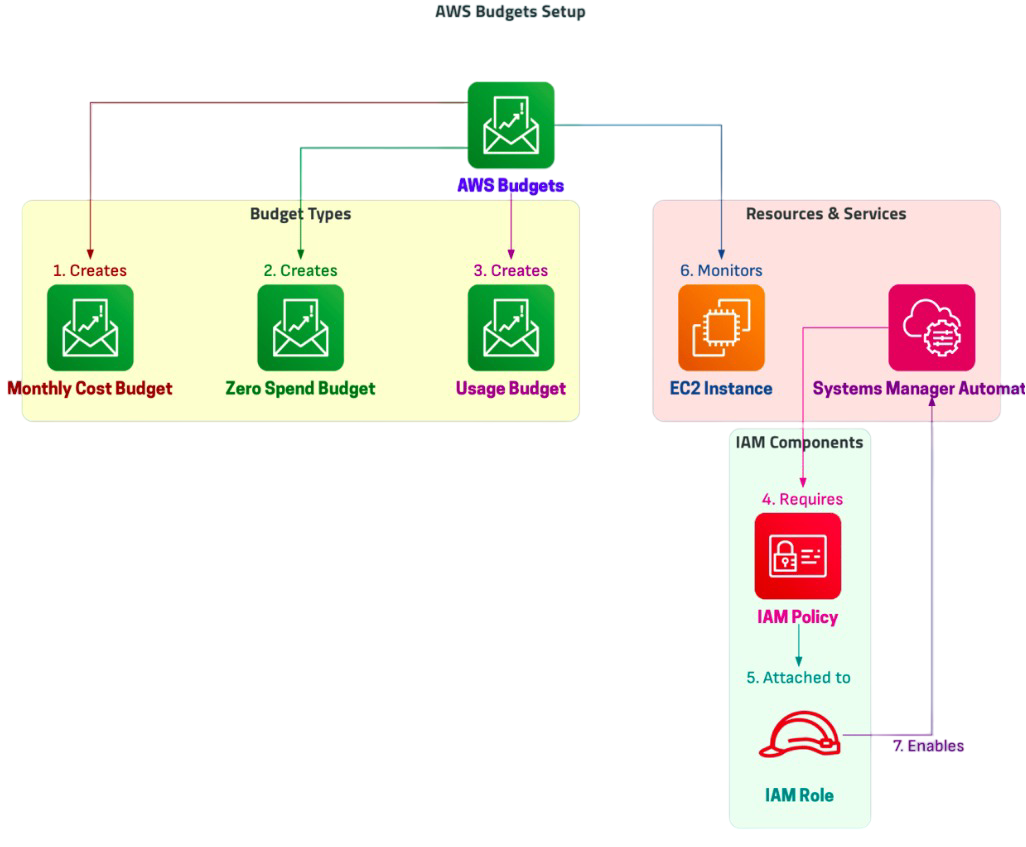 AWS Budgets Setup
AWS Budgets
Budget Types
Resources & Services
1. Creates
2. Creates
3. Creates
6. Monitors
Monthly Cost Budget
Zero Spend Budget
Usage Budget
EC2 Instance
Systems Manager Automat
IAM Components
4. Requires
IAM Policy
5. Attached to
7. Enables
IAM Role